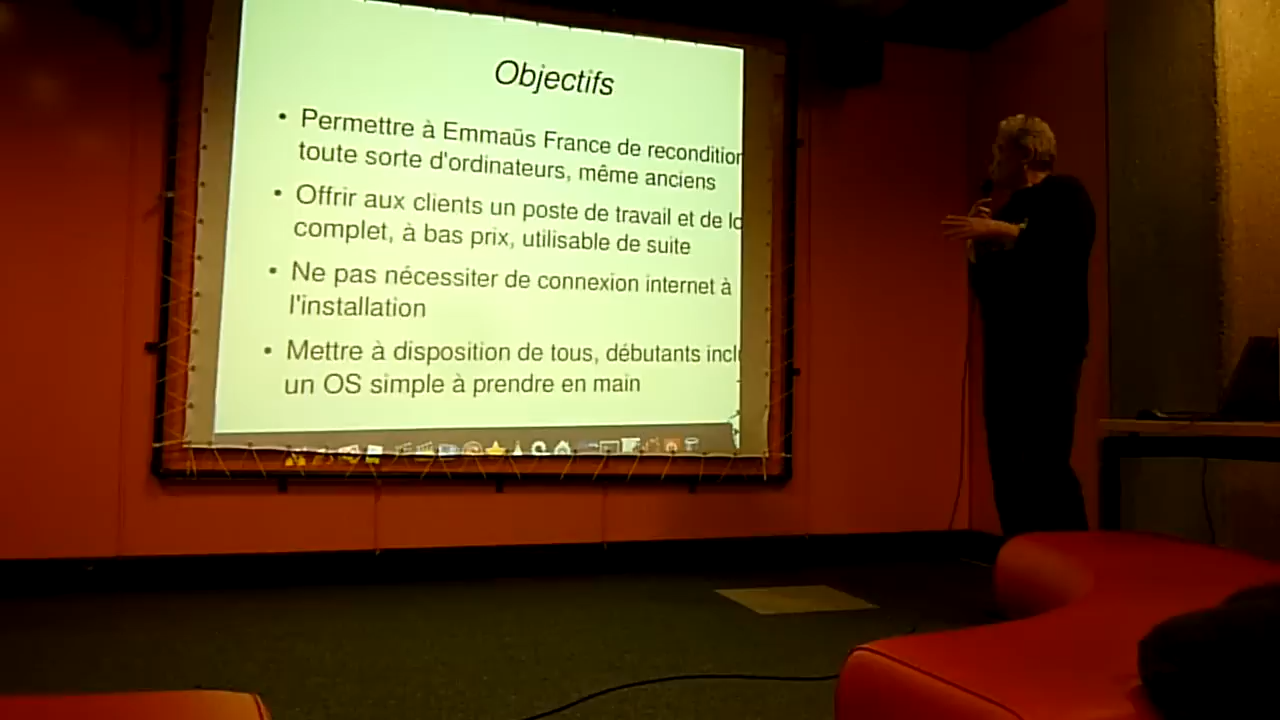 Objectifs
• Permettre à Emmaüs France de recondition
toute sorte d'ordinateurs, même anciens
• Offrir aux clients un poste de travail et de lo
complet, à bas prix, utilisable de suite
• Ne pas nécessiter de connexion internet à
l'installation
• Mettre à disposition de tous, débutants incl
un OS simple à prendre en main